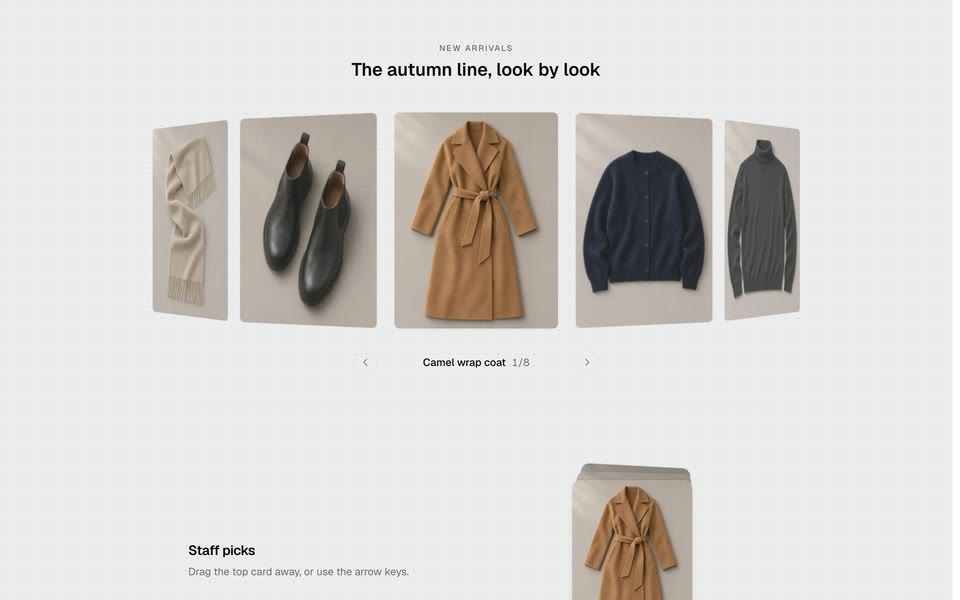 NEW ARRIVALS
The autumn line, look by look
Camel wrap coat 1/8
Staff picks
Drag the top card away, or use the arrow keys.